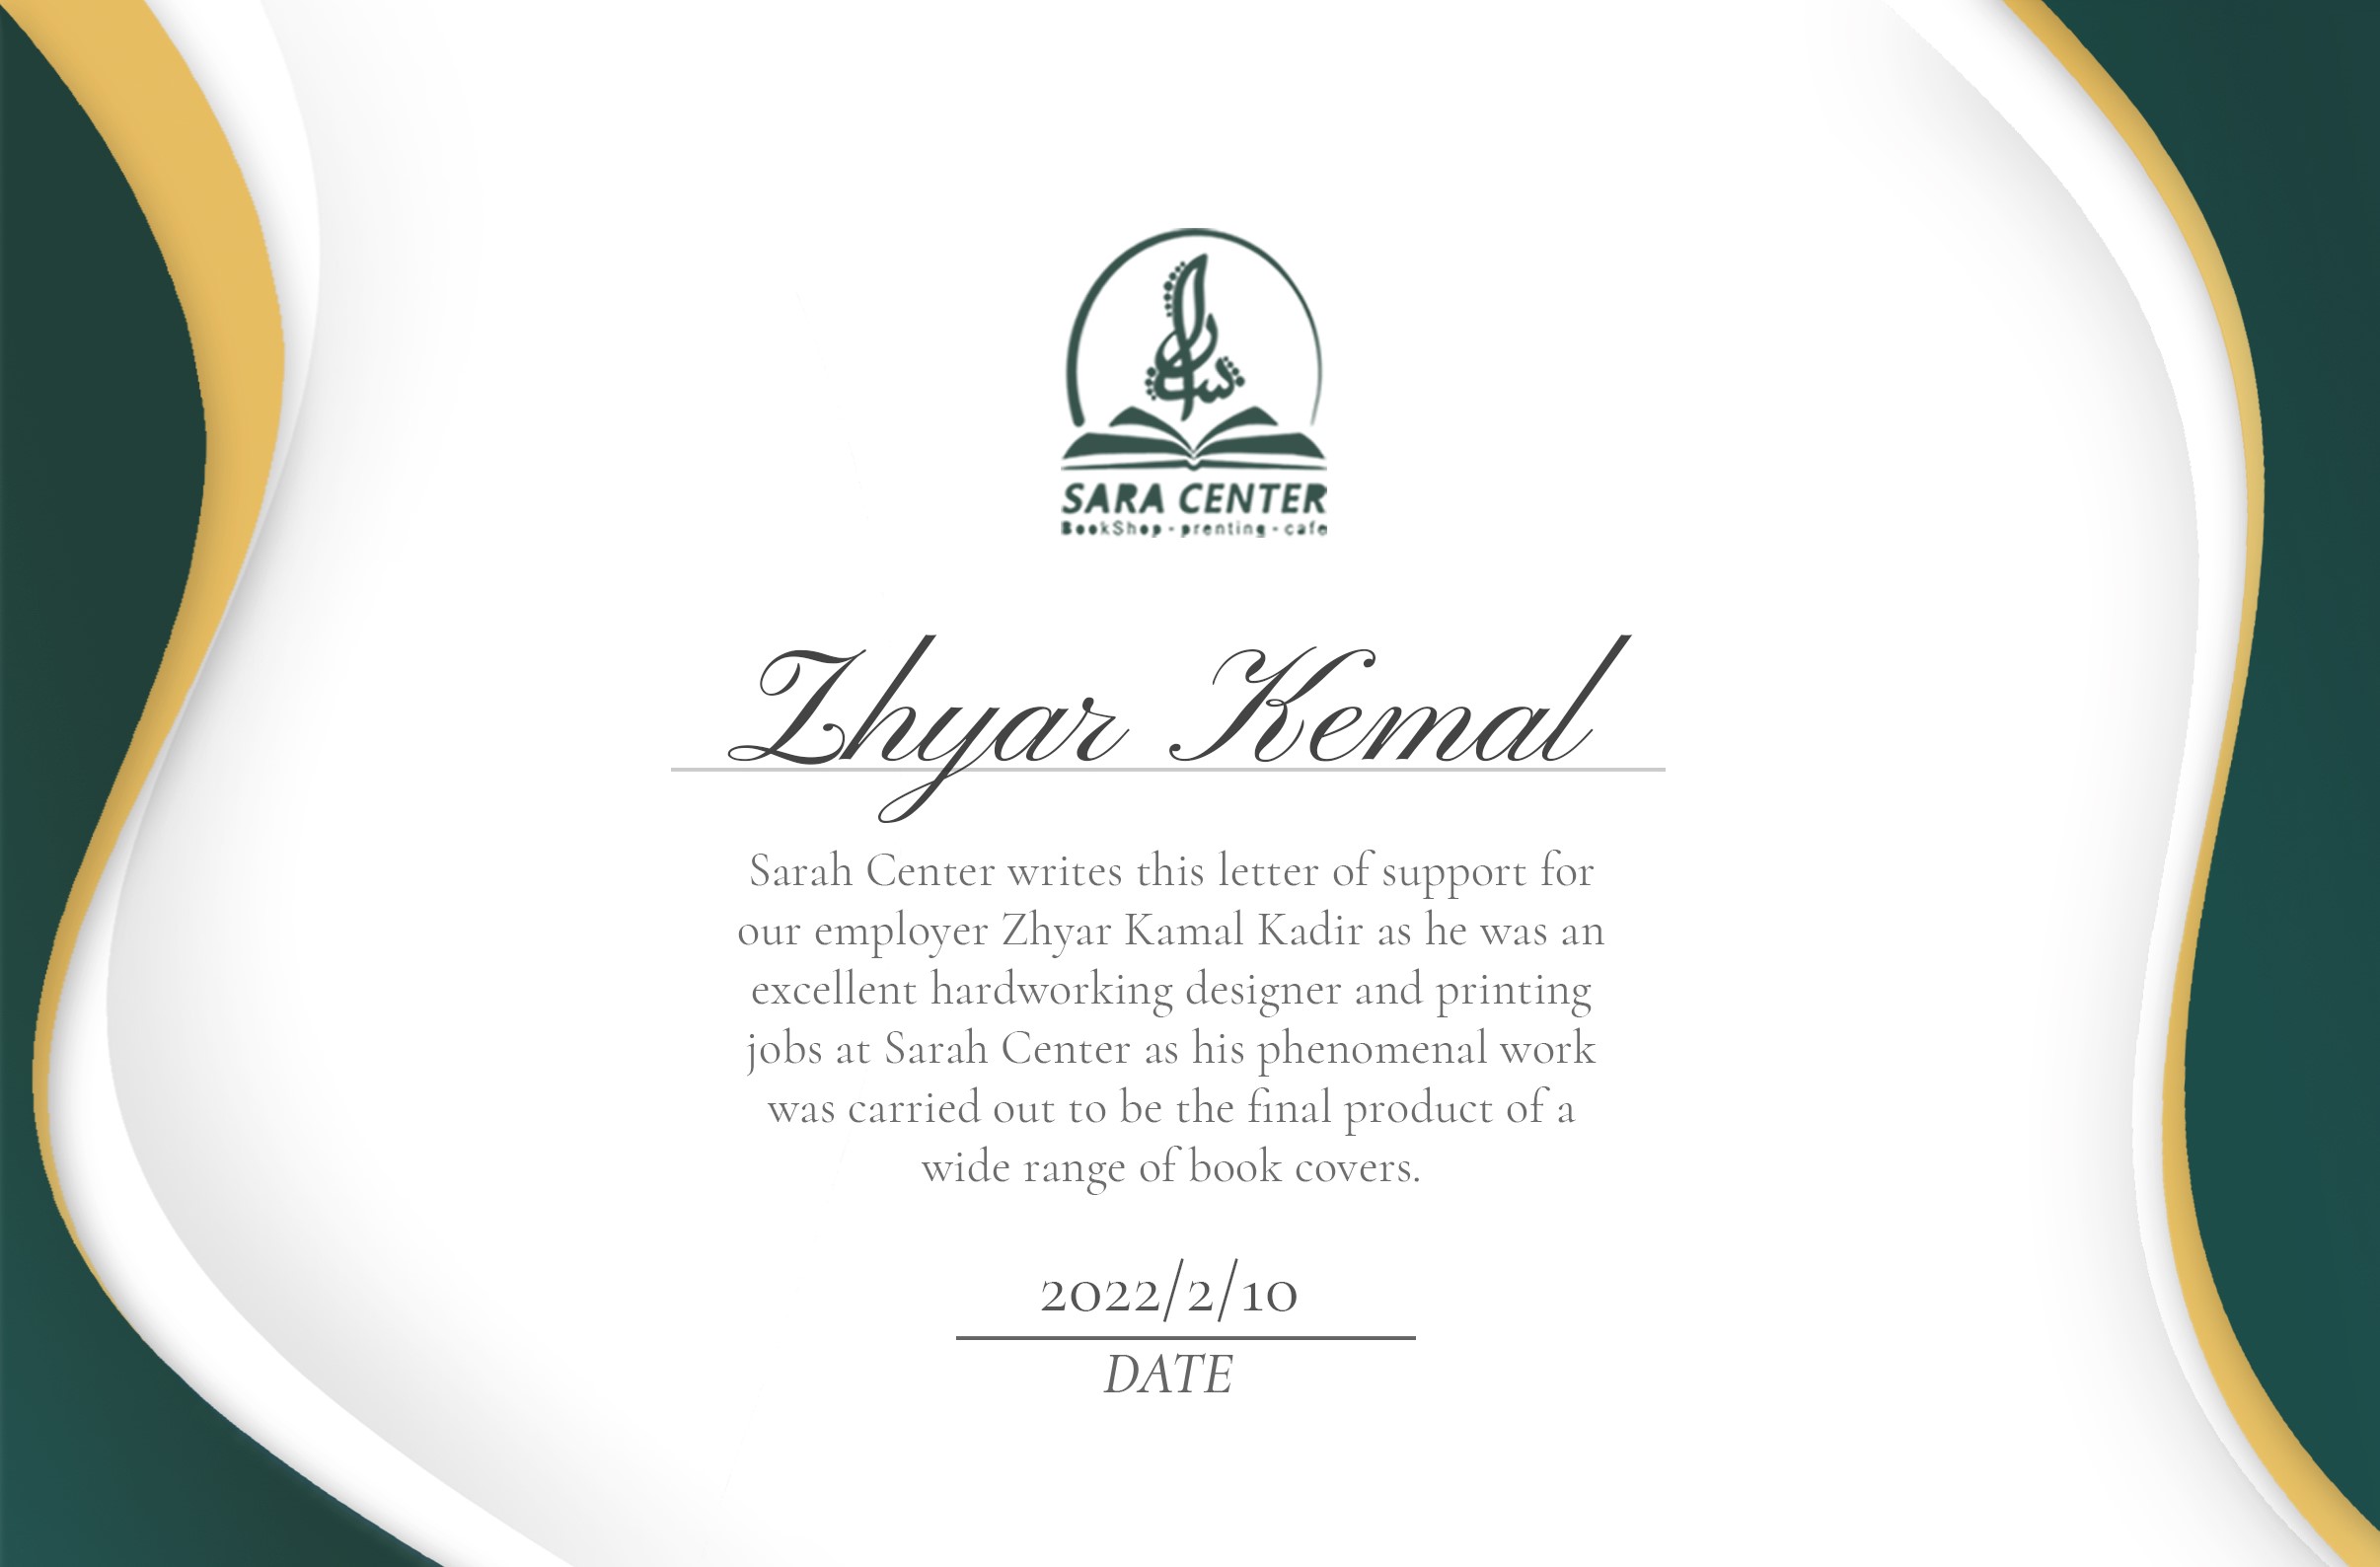 SARA CENTER
BookShop - prenting - cafe
Zhyar Kemal
Sarah Center writes this letter of support for
our employer Zhyar Kamal Kadir as he was an
excellent hardworking designer and printing
jobs at Sarah Center as his phenomenal work
was carried out to be the final product of a
wide range of book covers.
2022/2/10
DATE